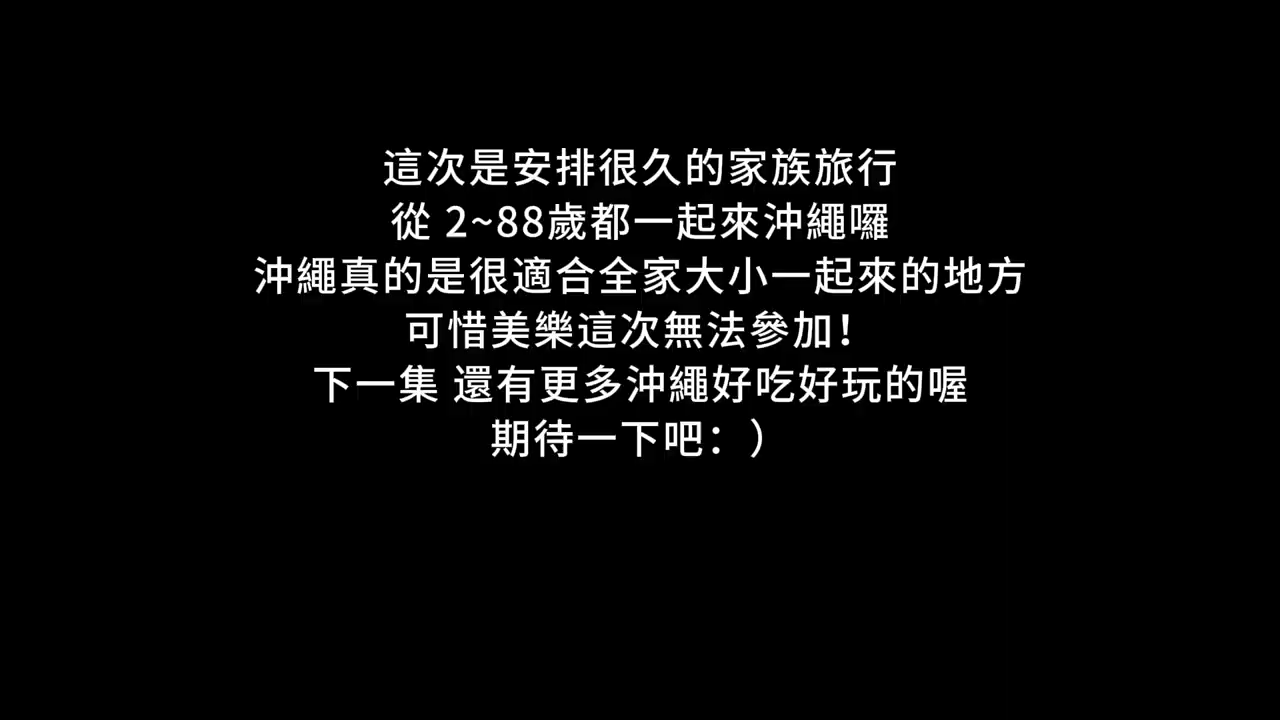 這次是安排很久的家族旅行
從 2~88歲都一起來沖繩囉
沖繩真的是很適合全家大小一起來的地方
可惜美樂這次無法參加！
下一集 還有更多沖繩好吃好玩的喔
期待一下吧：）